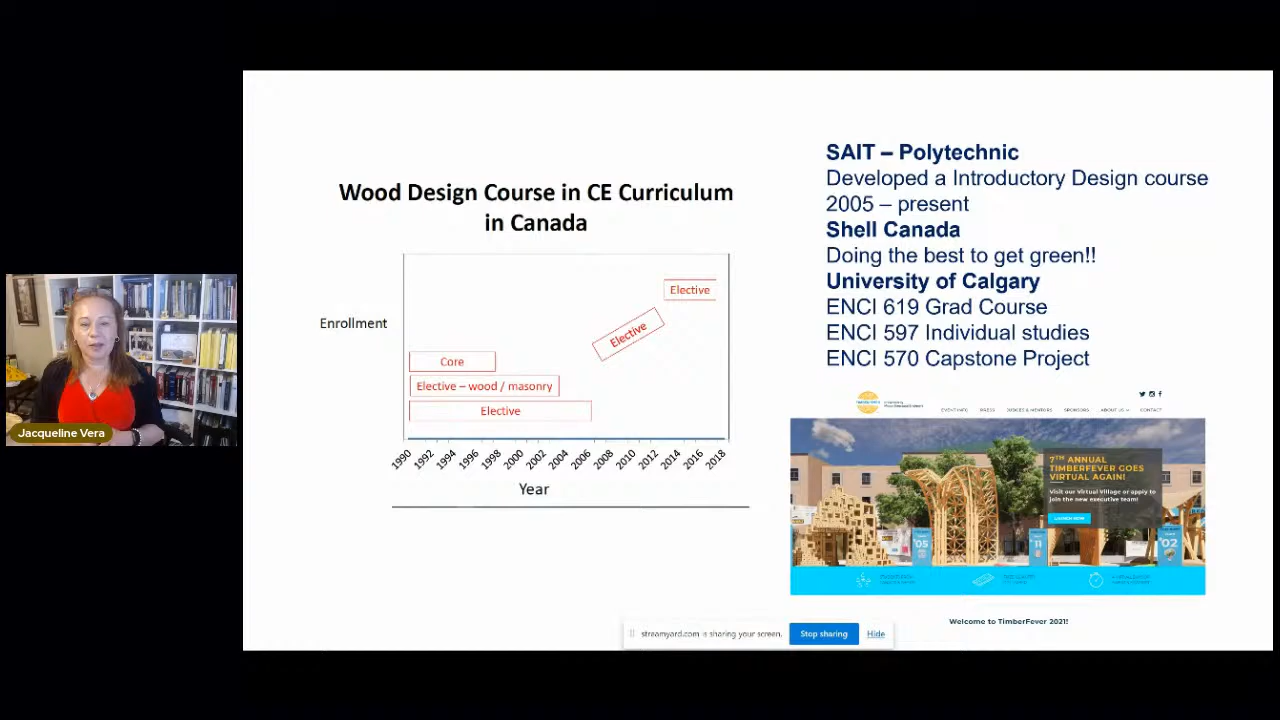 Wood Design Course in CE Curriculum
in Canada
Enrollment
Elective
Elective
Core
Elective – wood / masonry
Elective
1990
1992
1994
1996
1998
2000
2002
2004
2006
2008
2010
2012
2014
2016
2018
Year
SAIT – Polytechnic
Developed a Introductory Design course
2005 – present
Shell Canada
Doing the best to get green!!
University of Calgary
ENCI 619 Grad Course
ENCI 597 Individual studies
ENCI 570 Capstone Project
EVENT INFO PRESS JUDGES & MENTORS SPONSORS ABOUT US CONTACT
7TH ANNUAL
TIMBERFEVER GOES
VIRTUAL AGAIN!
Visit our Virtual Village or apply to
join the new executive team!
LAUNCH NOW
05
11
02
Welcome to TimberFever 2021!
streamyard.com is sharing your screen.
Stop sharing
Hide
Jacqueline Vera